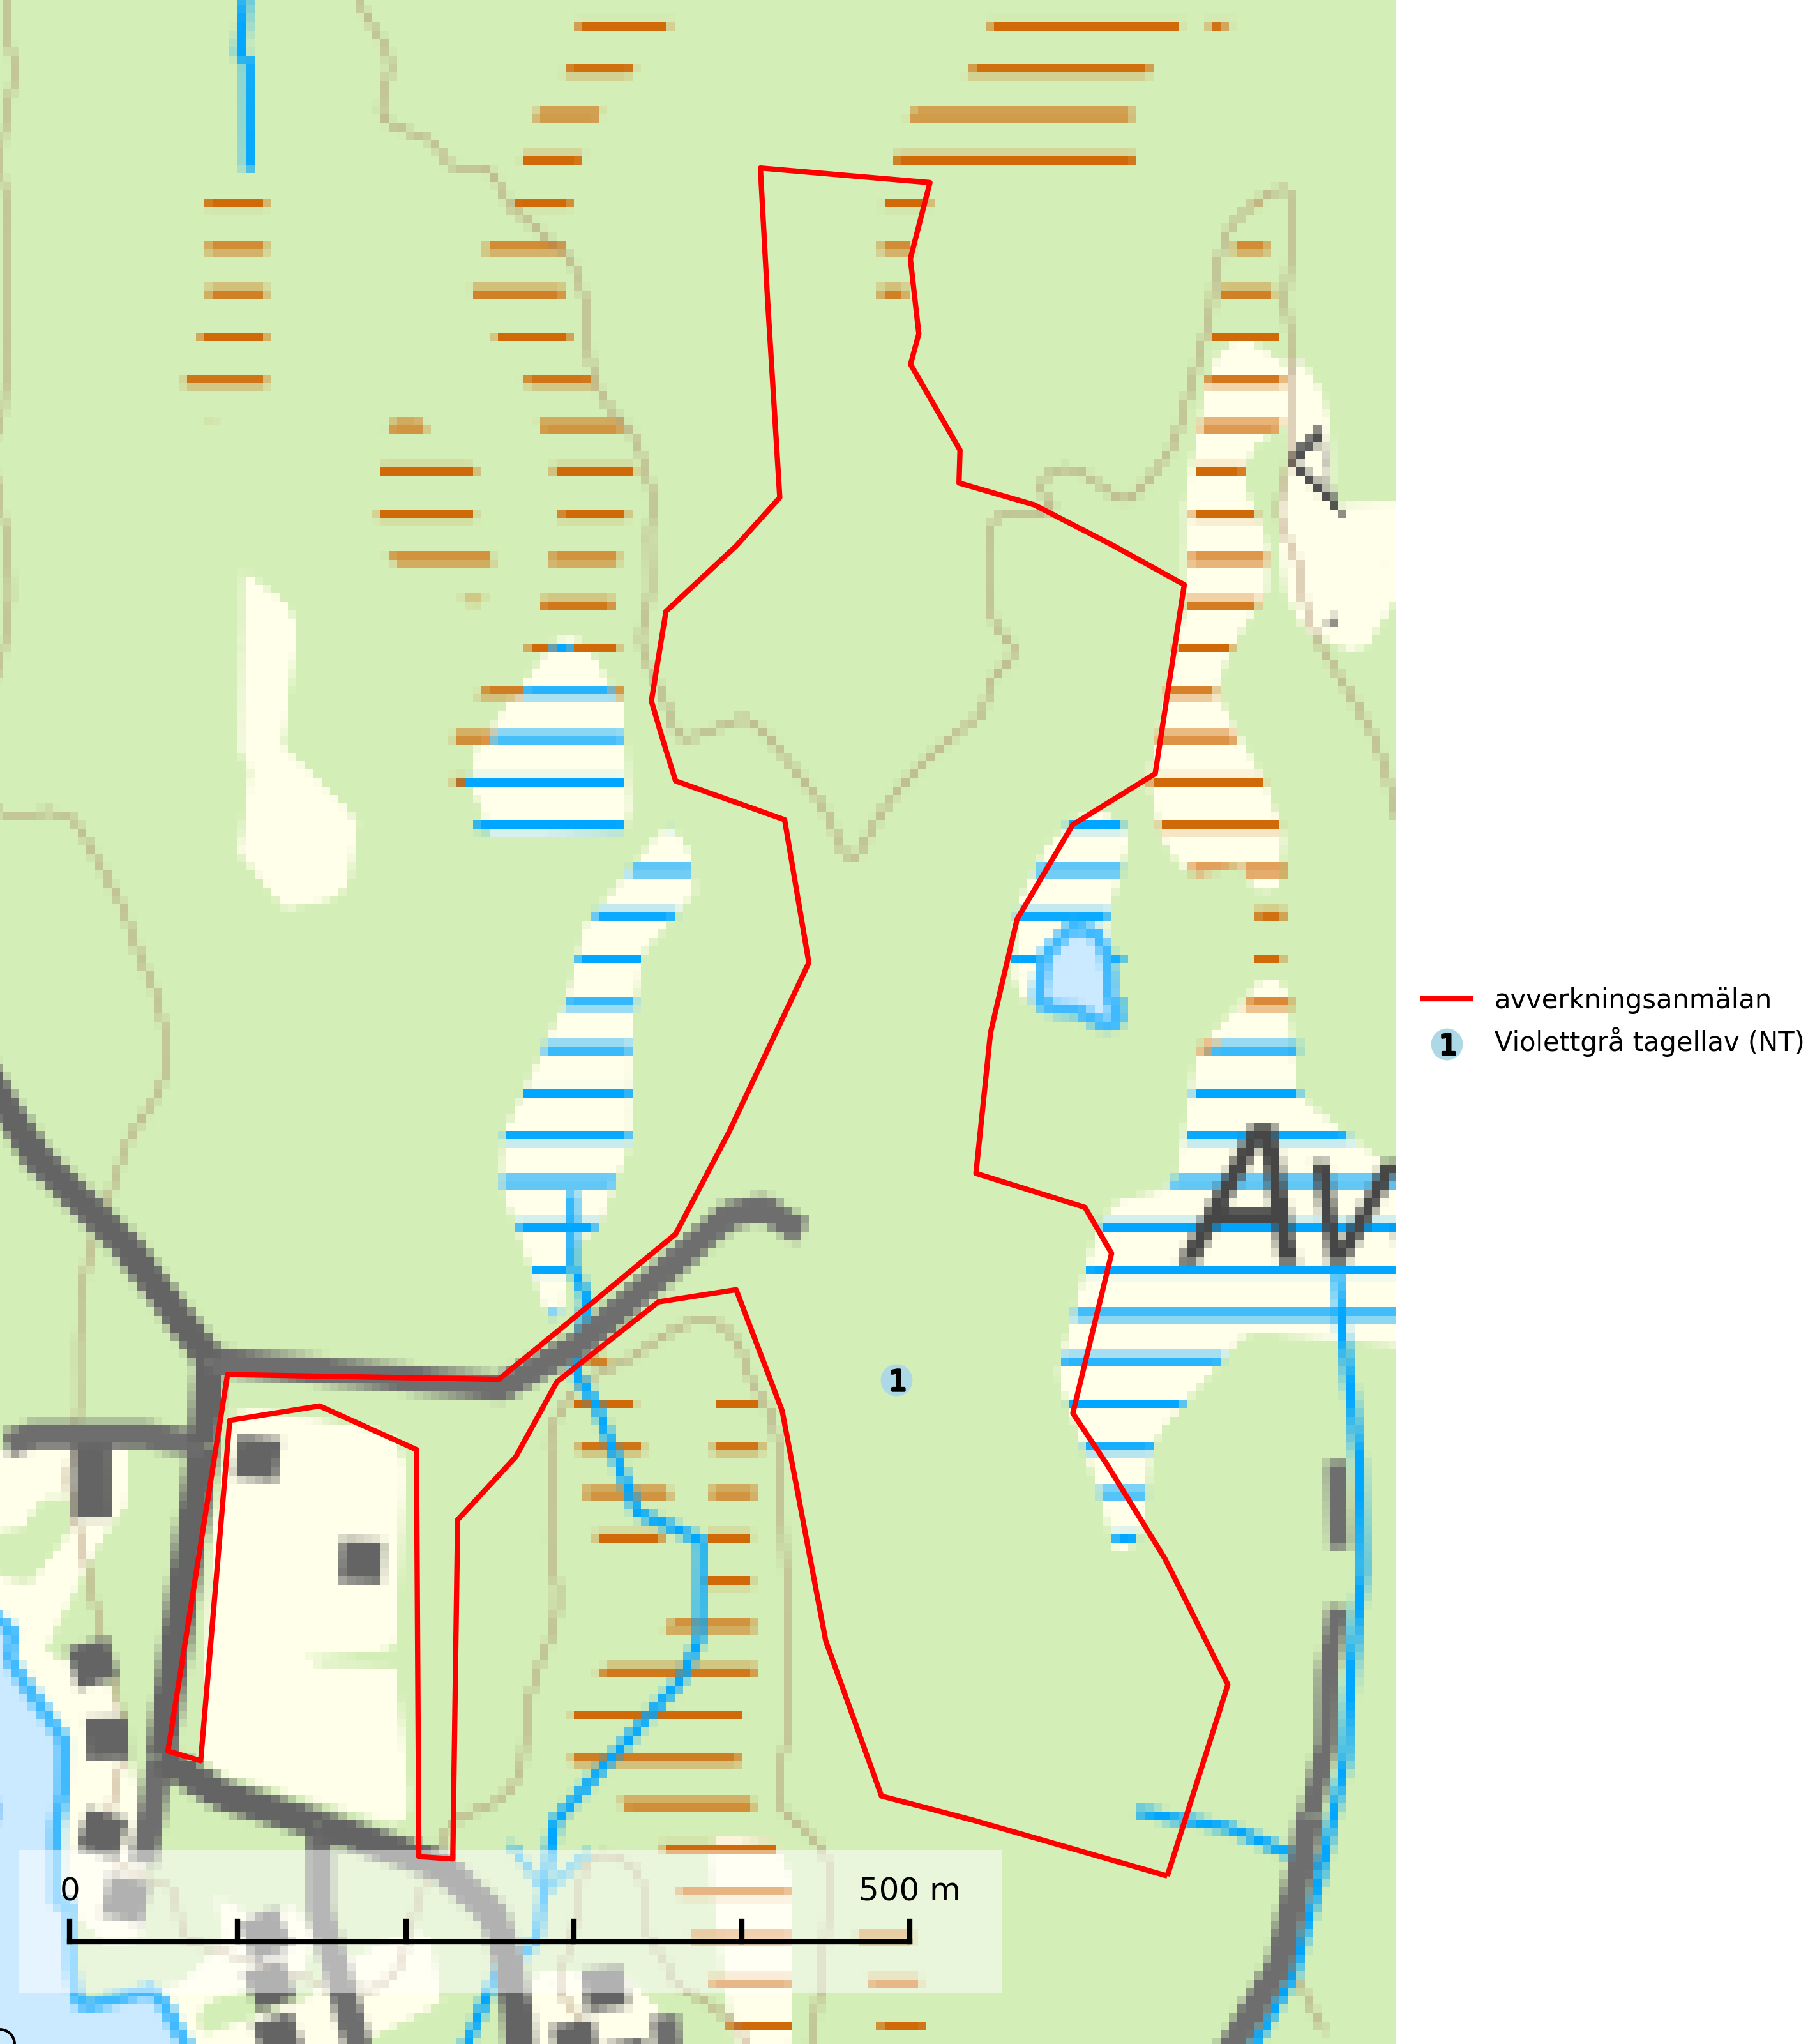 avverkningsanmälan
1 Violettgrå tagellav (NT)
1
0 500 m